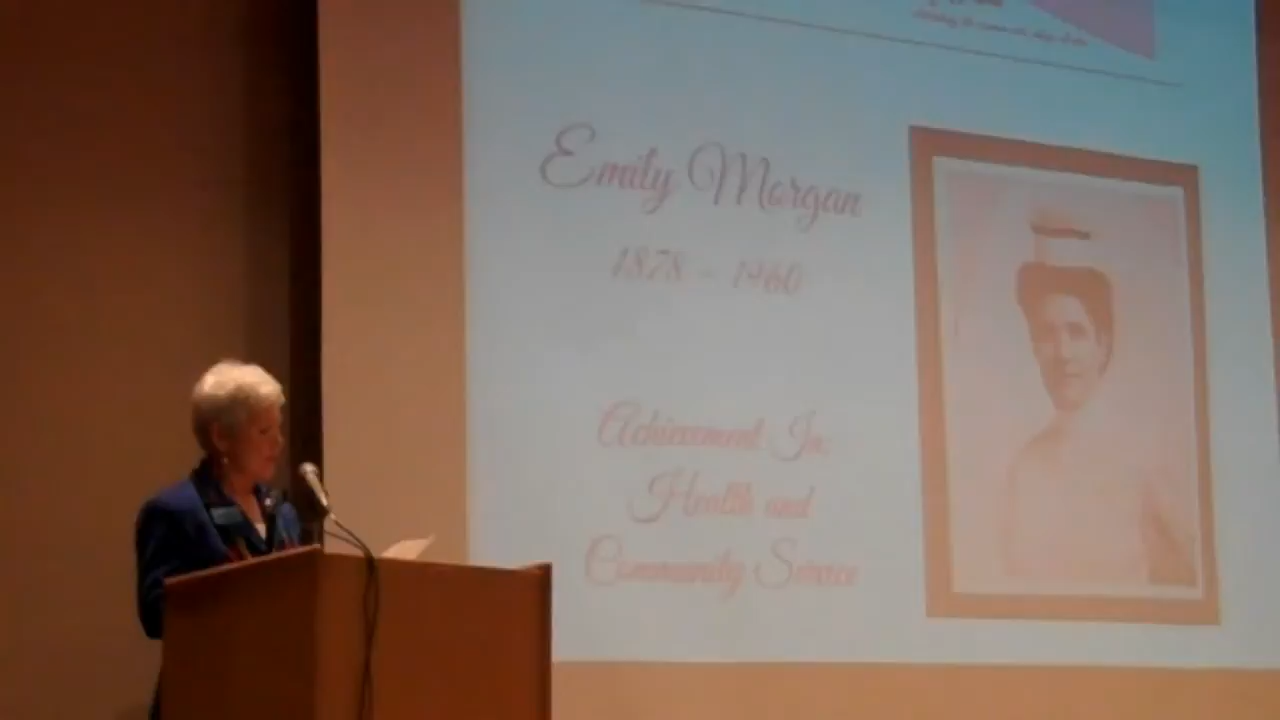 Emily Morgan
1878 - 1960
Achievement In:
Health and
Community Service